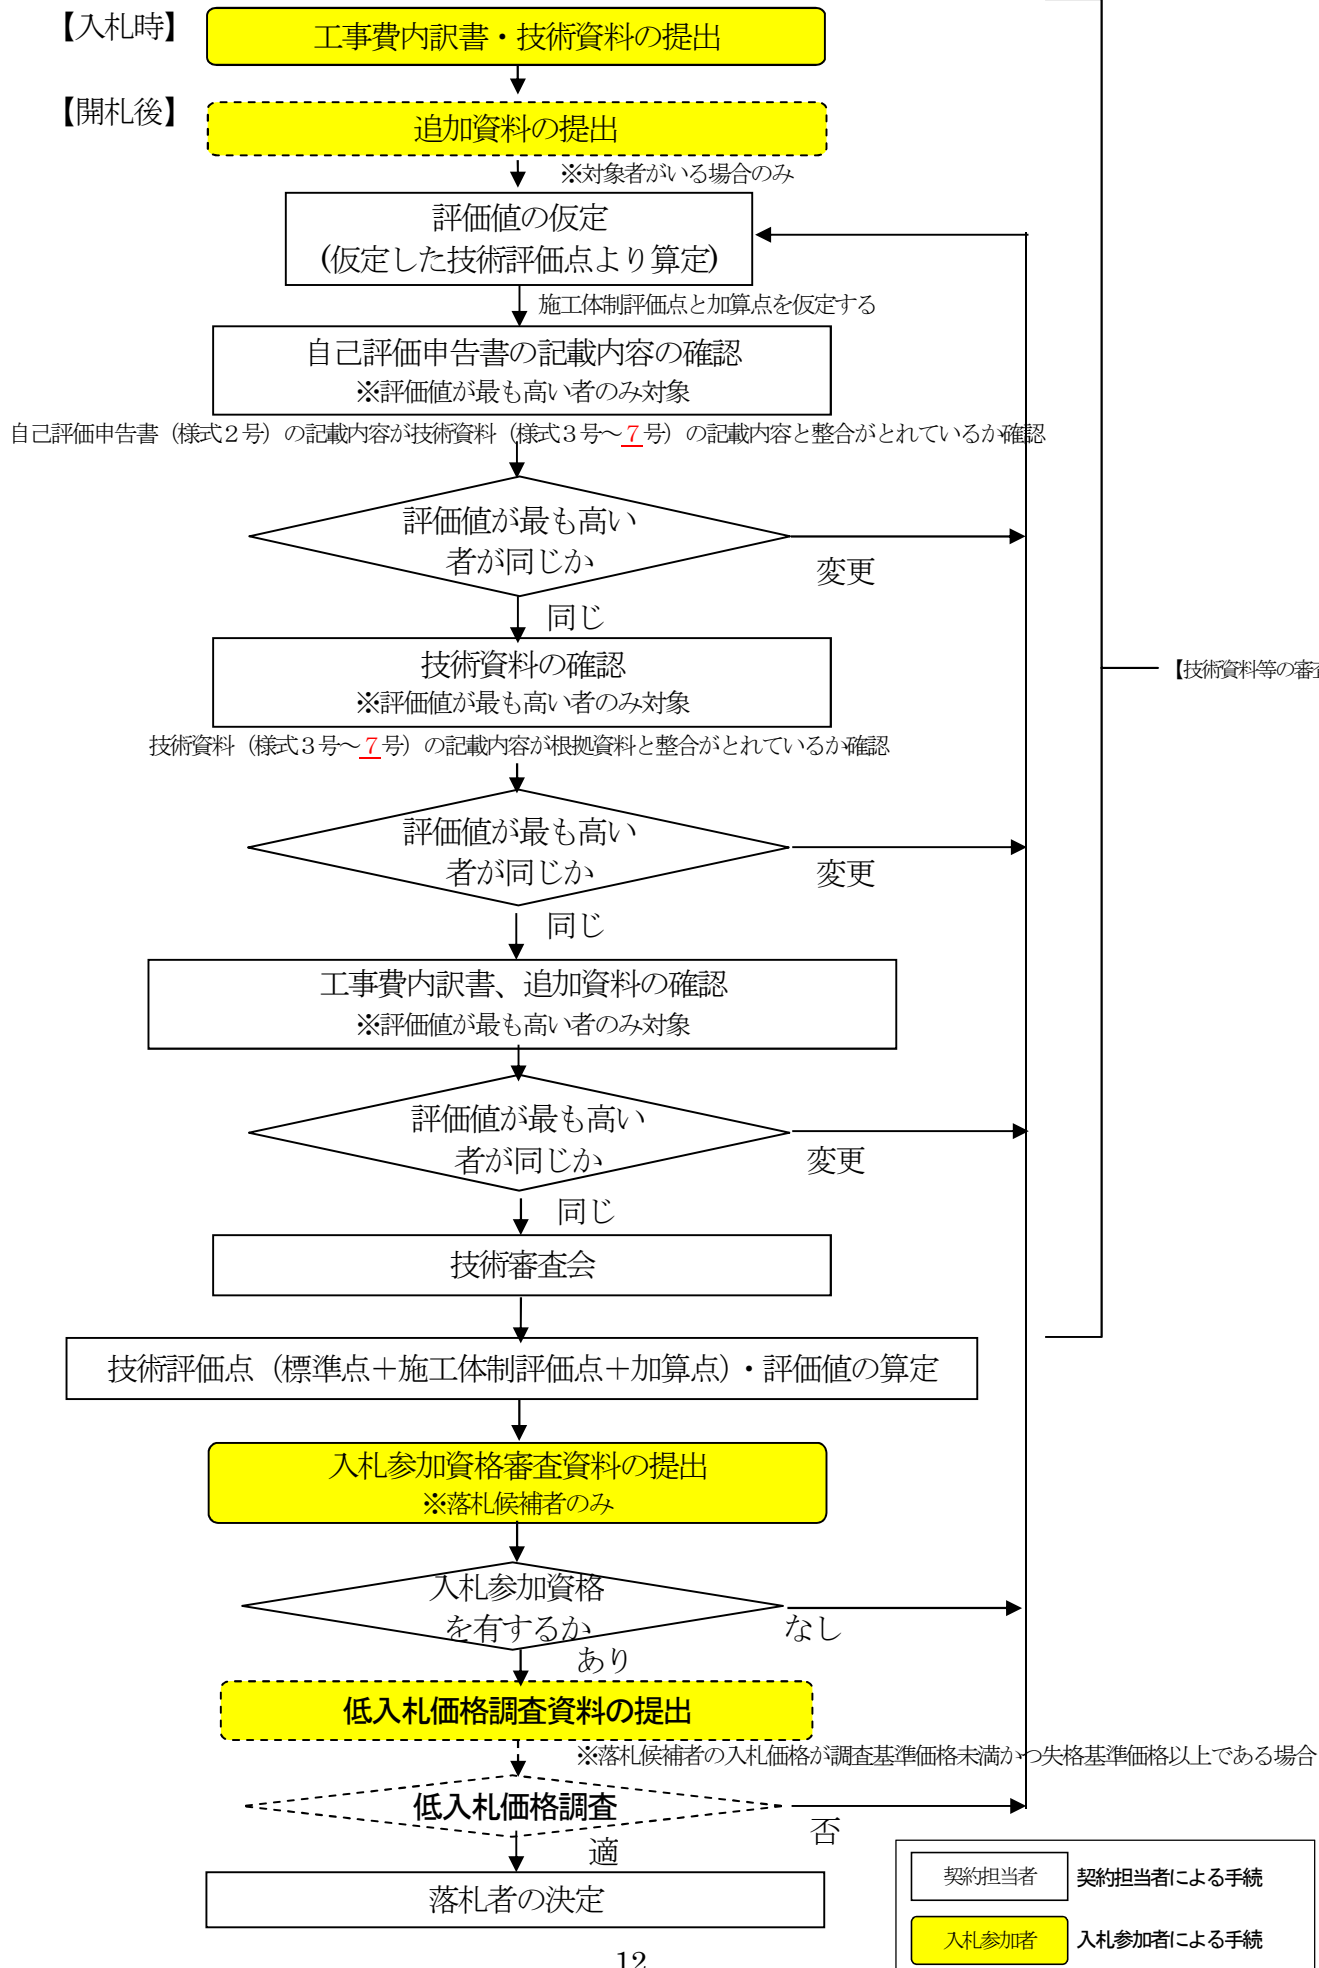 【入札時】
工事費内訳書・技術資料の提出
【開札後】
追加資料の提出
※対象者がいる場合のみ
評価値の仮定
(仮定した技術評価点より算定)
施工体制評価点と加算点を仮定する
自己評価申告書の記載内容の確認
※評価値が最も高い者のみ対象
自己評価申告書（様式２号）の記載内容が技術資料（様式３号～７号）の記載内容と整合がとれているか確認
評価値が最も高い
者が同じか
変更
同じ
技術資料の確認
※評価値が最も高い者のみ対象
【技術資料等の審査
技術資料（様式３号～７号）の記載内容が根拠資料と整合がとれているか確認
評価値が最も高い
者が同じか
変更
同じ
工事費内訳書、追加資料の確認
※評価値が最も高い者のみ対象
評価値が最も高い
者が同じか
変更
同じ
技術審査会
技術評価点（標準点＋施工体制評価点＋加算点）・評価値の算定
入札参加資格審査資料の提出
※落札候補者のみ
入札参加資格
を有するか
なし
あり
低入札価格調査資料の提出
※落札候補者の入札価格が調査基準価格未満かつ失格基準価格以上である場合
低入札価格調査
否
適
落札者の決定
契約担当者
契約担当者による手続
入札参加者
入札参加者による手続
12